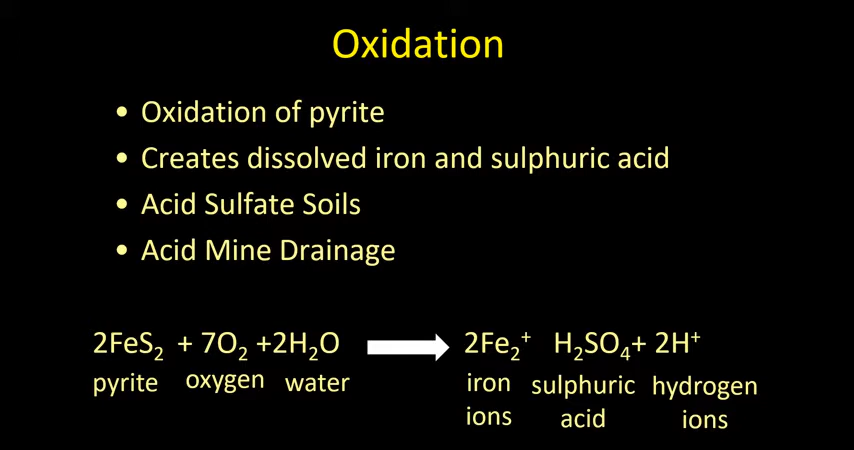 Oxidation
• Oxidation of pyrite
• Creates dissolved iron and sulphuric acid
• Acid Sulfate Soils
• Acid Mine Drainage
2FeS₂ + 7O₂ +2H₂O → 2Fe₂⁺ H₂SO₄+ 2H⁺
pyrite oxygen water iron ions sulphuric acid hydrogen ions